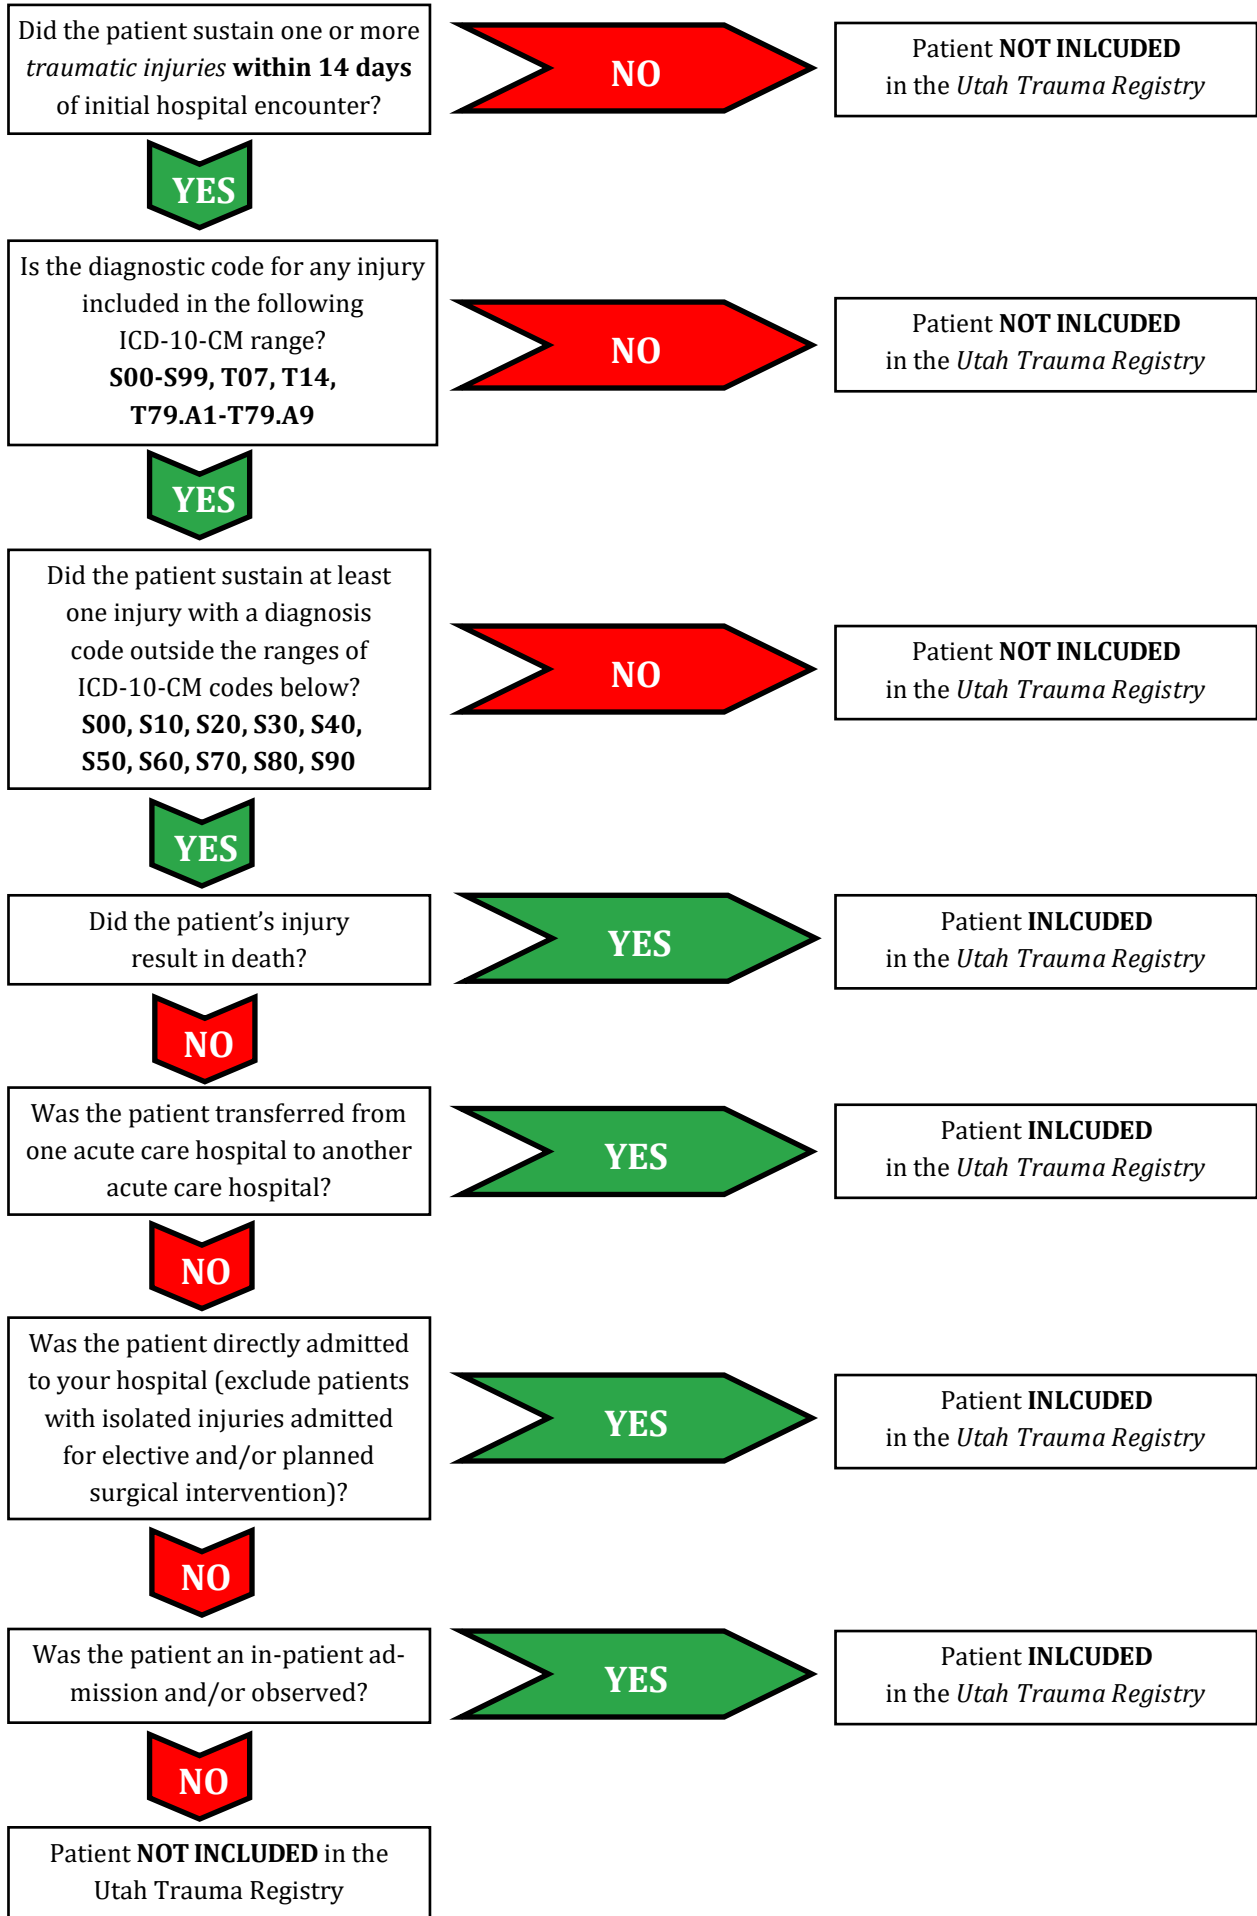 Did the patient sustain one or more
traumatic injuries within 14 days
of initial hospital encounter?
NO
Patient NOT INLCUDED
in the Utah Trauma Registry
YES
Is the diagnostic code for any injury
included in the following
ICD-10-CM range?
S00-S99, T07, T14,
T79.A1-T79.A9
NO
Patient NOT INLCUDED
in the Utah Trauma Registry
YES
Did the patient sustain at least
one injury with a diagnosis
code outside the ranges of
ICD-10-CM codes below?
S00, S10, S20, S30, S40,
S50, S60, S70, S80, S90
NO
Patient NOT INLCUDED
in the Utah Trauma Registry
YES
Did the patient’s injury
result in death?
YES
Patient INLCUDED
in the Utah Trauma Registry
NO
Was the patient transferred from
one acute care hospital to another
acute care hospital?
YES
Patient INLCUDED
in the Utah Trauma Registry
NO
Was the patient directly admitted
to your hospital (exclude patients
with isolated injuries admitted
for elective and/or planned
surgical intervention)?
YES
Patient INLCUDED
in the Utah Trauma Registry
NO
Was the patient an in-patient ad-
mission and/or observed?
YES
Patient INLCUDED
in the Utah Trauma Registry
NO
Patient NOT INCLUDED in the
Utah Trauma Registry